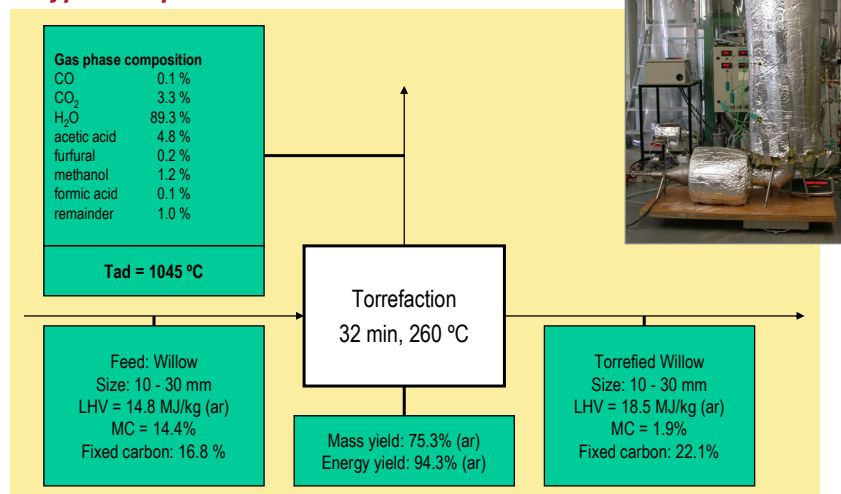 Gas phase composition
CO 0.1 %
CO2 3.3 %
H2O 89.3 %
acetic acid 4.8 %
furfural 0.2 %
methanol 1.2 %
formic acid 0.1 %
remainder 1.0 %
Tad = 1045 ºC
Torrefaction
32 min, 260 ºC
Feed: Willow
Size: 10 - 30 mm
LHV = 14.8 MJ/kg (ar)
MC = 14.4%
Fixed carbon: 16.8 %
Mass yield: 75.3% (ar)
Energy yield: 94.3% (ar)
Torrefied Willow
Size: 10 - 30 mm
LHV = 18.5 MJ/kg (ar)
MC = 1.9%
Fixed carbon: 22.1%